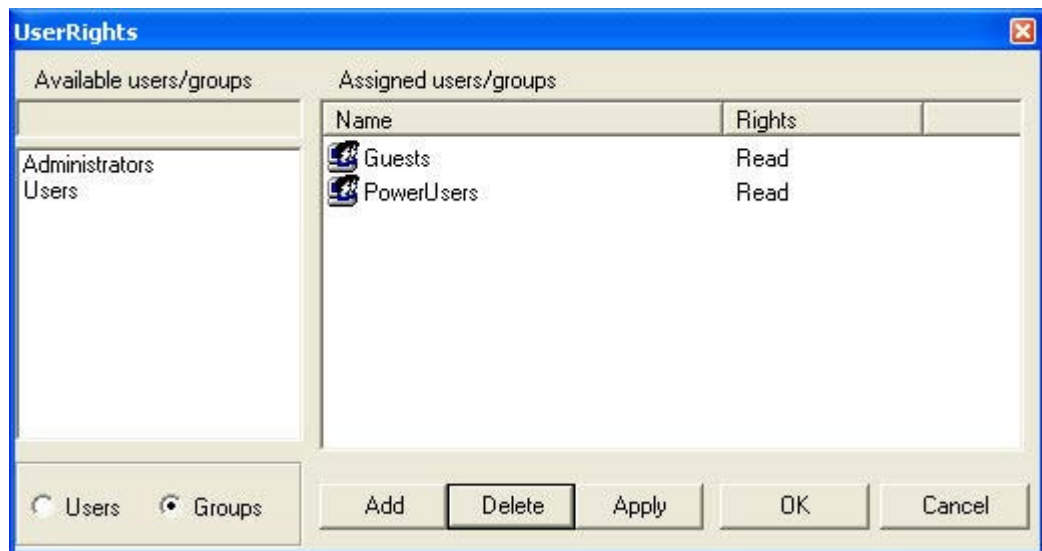 UserRights
Available users/groups
Administrators
Users
Users Groups
Assigned users/groups
Name Rights
Guests Read
PowerUsers Read
Add Delete Apply OK Cancel